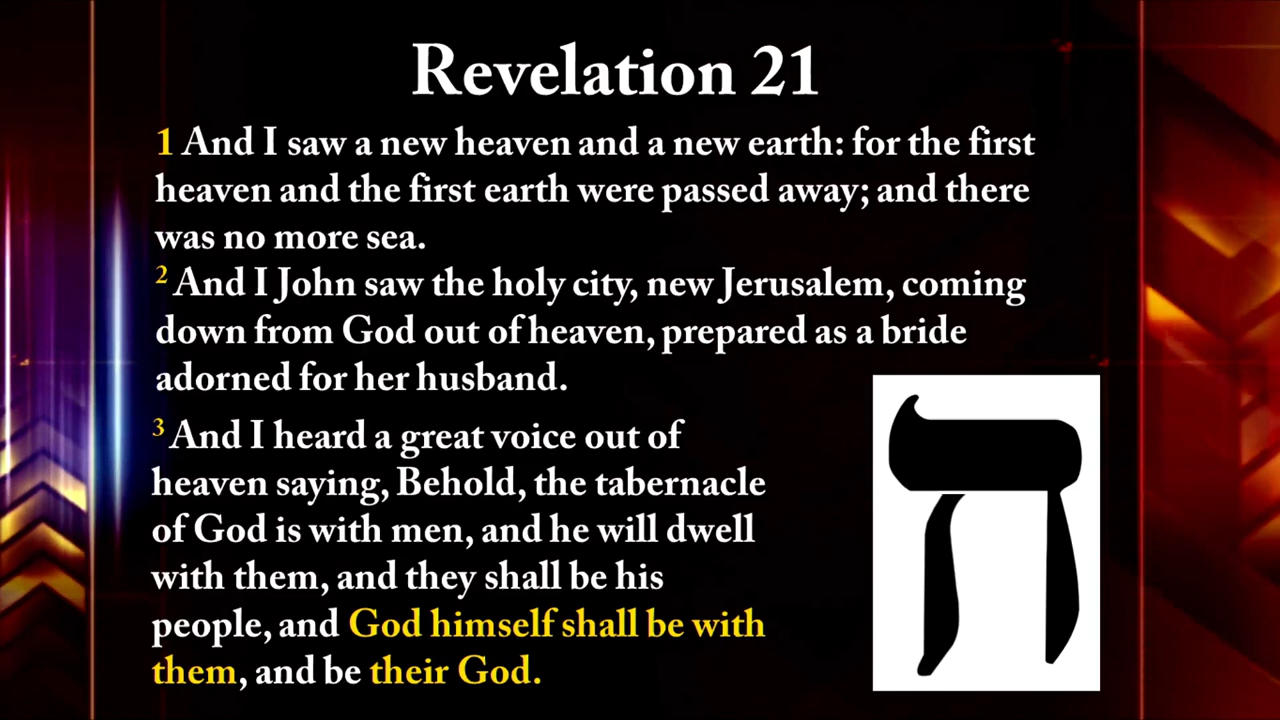 Revelation 21
1 And I saw a new heaven and a new earth: for the first
heaven and the first earth were passed away; and there
was no more sea.
2 And I John saw the holy city, new Jerusalem, coming
down from God out of heaven, prepared as a bride
adorned for her husband.
3 And I heard a great voice out of
heaven saying, Behold, the tabernacle
of God is with men, and he will dwell
with them, and they shall be his
people, and God himself shall be with
them, and be their God.
ה